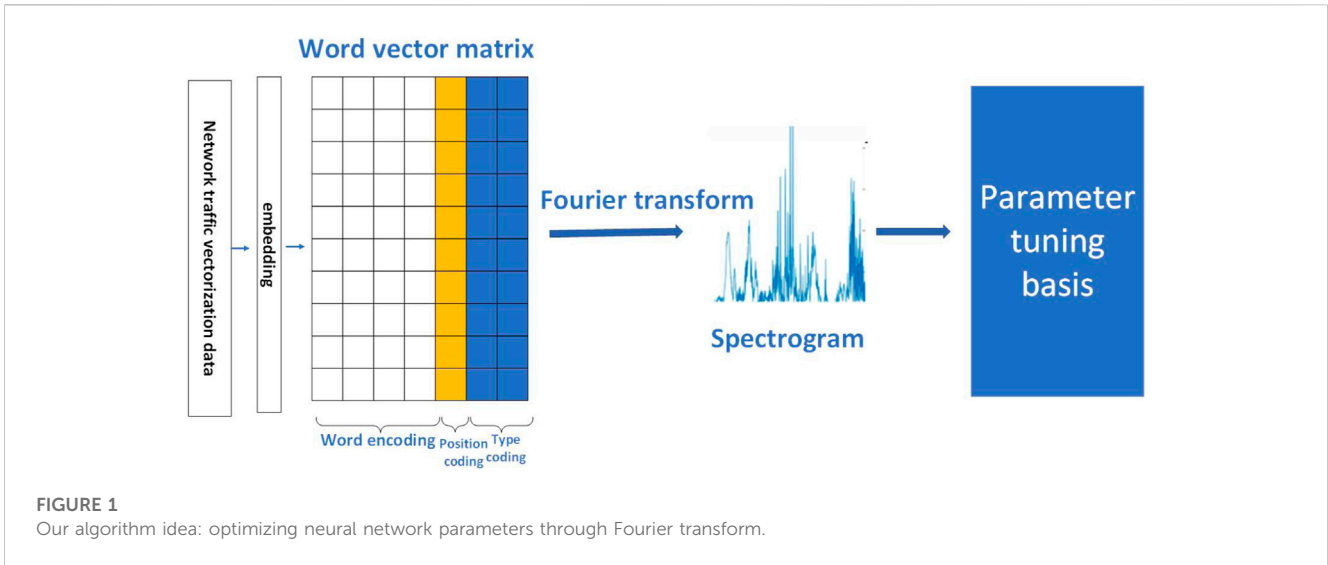 Word vector matrix
Network traffic vectorization data
embedding
Fourier transform
Spectrogram
Parameter
tuning
basis
Word encoding
Position
coding
Type
coding
FIGURE 1
Our algorithm idea: optimizing neural network parameters through Fourier transform.